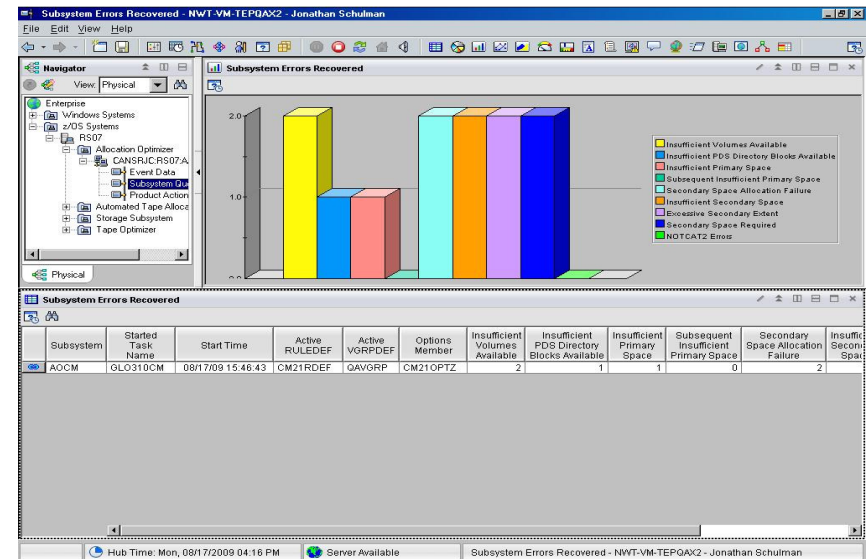 Subsystem Errors Recovered - NWT-VM-TEPQAX2 - Jonathan Schulman
File Edit View Help
Navigator
View: Physical
Enterprise
Windows Systems
z/OS Systems
RS07
Allocation Optimizer
CANSRJC:RS07:A
Event Data
Subsystem Qu
Product Action
Automated Tape Alloca
Storage Subsystem
Tape Optimizer
Physical
Subsystem Errors Recovered
2.0
1.0
0.0
Insufficient Volumes Available
Insufficient PDS Directory Blocks Available
Insufficient Primary Space
Subsequent Insufficient Primary Space
Secondary Space Allocation Failure
Insufficient Secondary Space
Excessive Secondary Extent
Secondary Space Required
NOTCAT2 Errors
Subsystem Errors Recovered
Subsystem Started Task Name Start Time Active RULEDEF Active VGRPDEF Options Member Insufficient Volumes Available Insufficient PDS Directory Blocks Available Insufficient Primary Space Subsequent Insufficient Primary Space Secondary Space Allocation Failure Insuffic Secon Spac
AOCM GLO310CM 08/17/09 15:46:43 CM21RDEF QAVGRP CM21OPTZ 2 1 1 0 2
Hub Time: Mon, 08/17/2009 04:16 PM Server Available Subsystem Errors Recovered - NWT-VM-TEPQAX2 - Jonathan Schulman